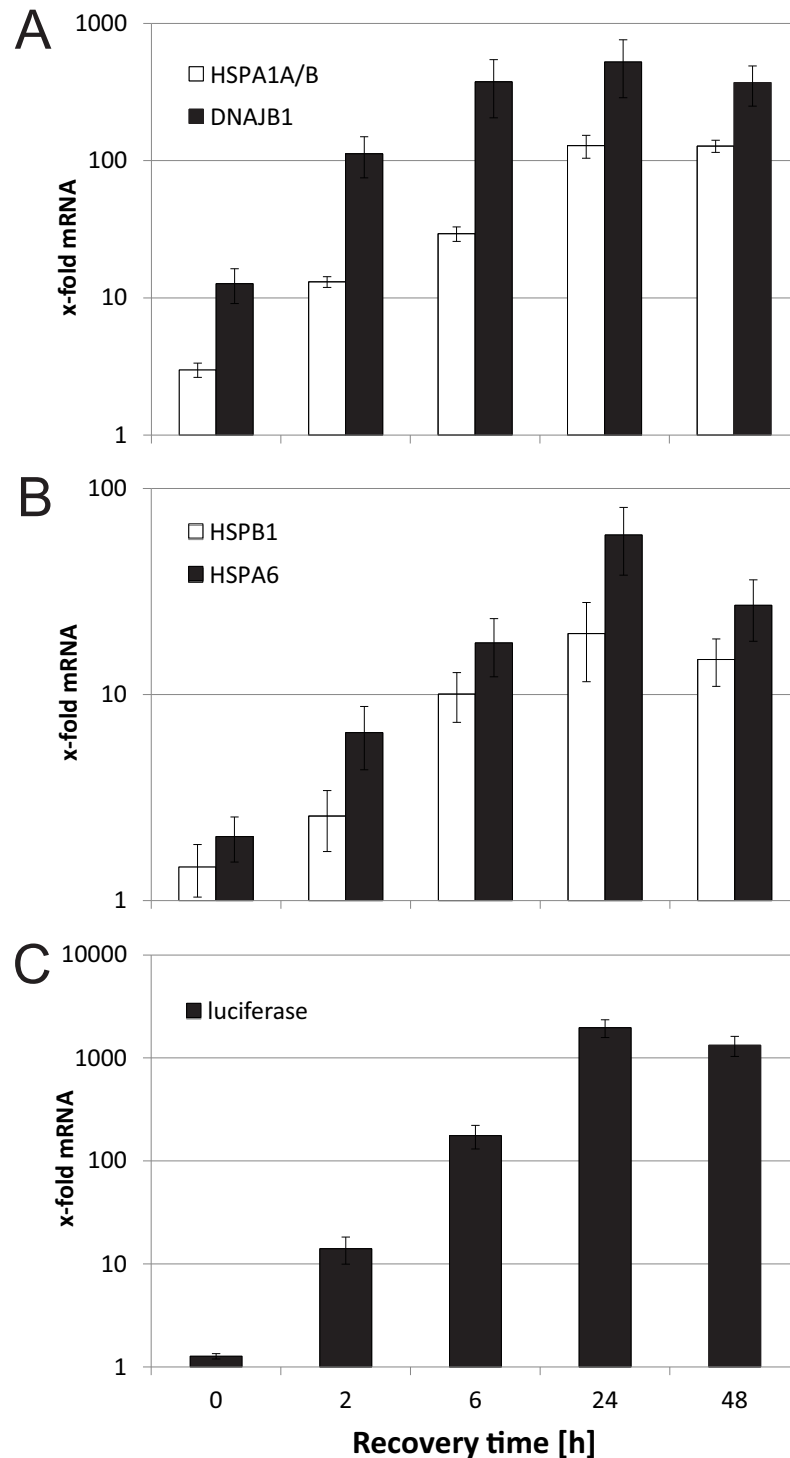 A
1000
HSPA1A/B
DNAJB1
100
x-fold mRNA
10
1
B
100
HSPB1
HSPA6
x-fold mRNA
10
1
C
10000
luciferase
1000
x-fold mRNA
100
10
1
0 2 6 24 48
Recovery time [h]